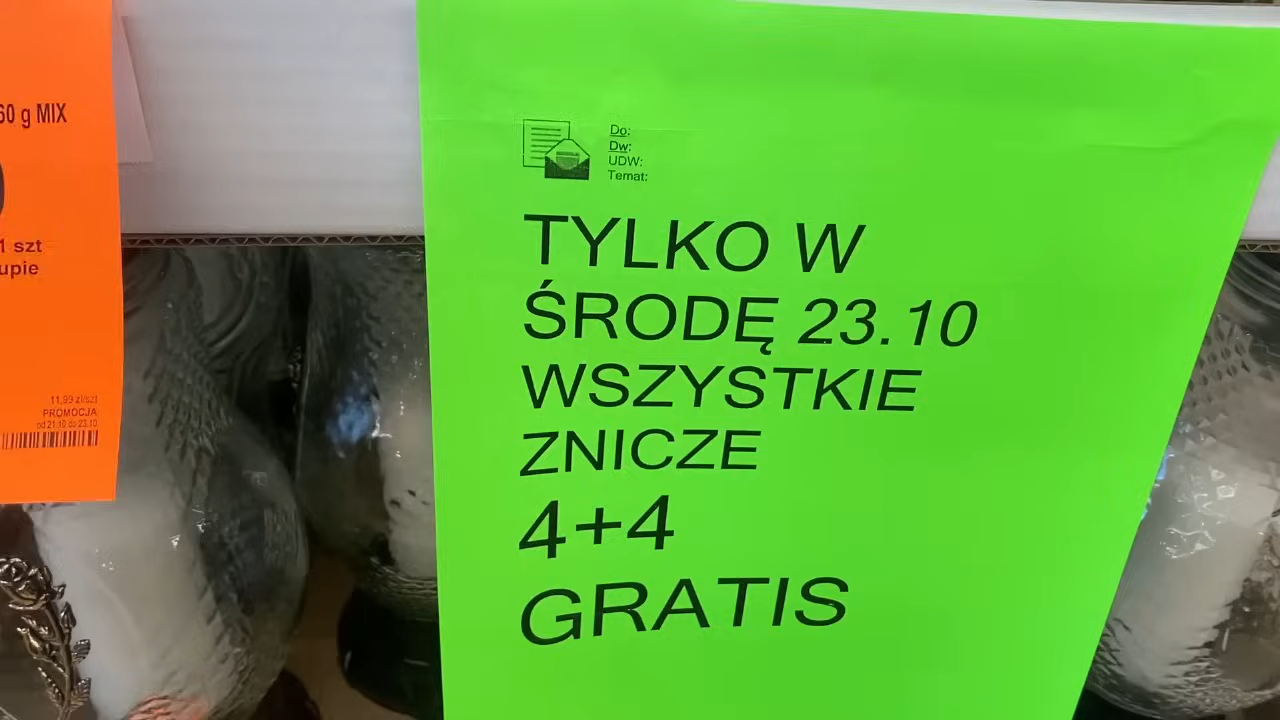 60 g MIX
1 szt
upie
11,99 zł/szt
PROMOCJA
od 21.10 do 23.10
Do:
Dw:
UDW:
Temat:
TYLKO W
ŚRODĘ 23.10
WSZYSTKIE
ZNICZE
4+4
GRATIS